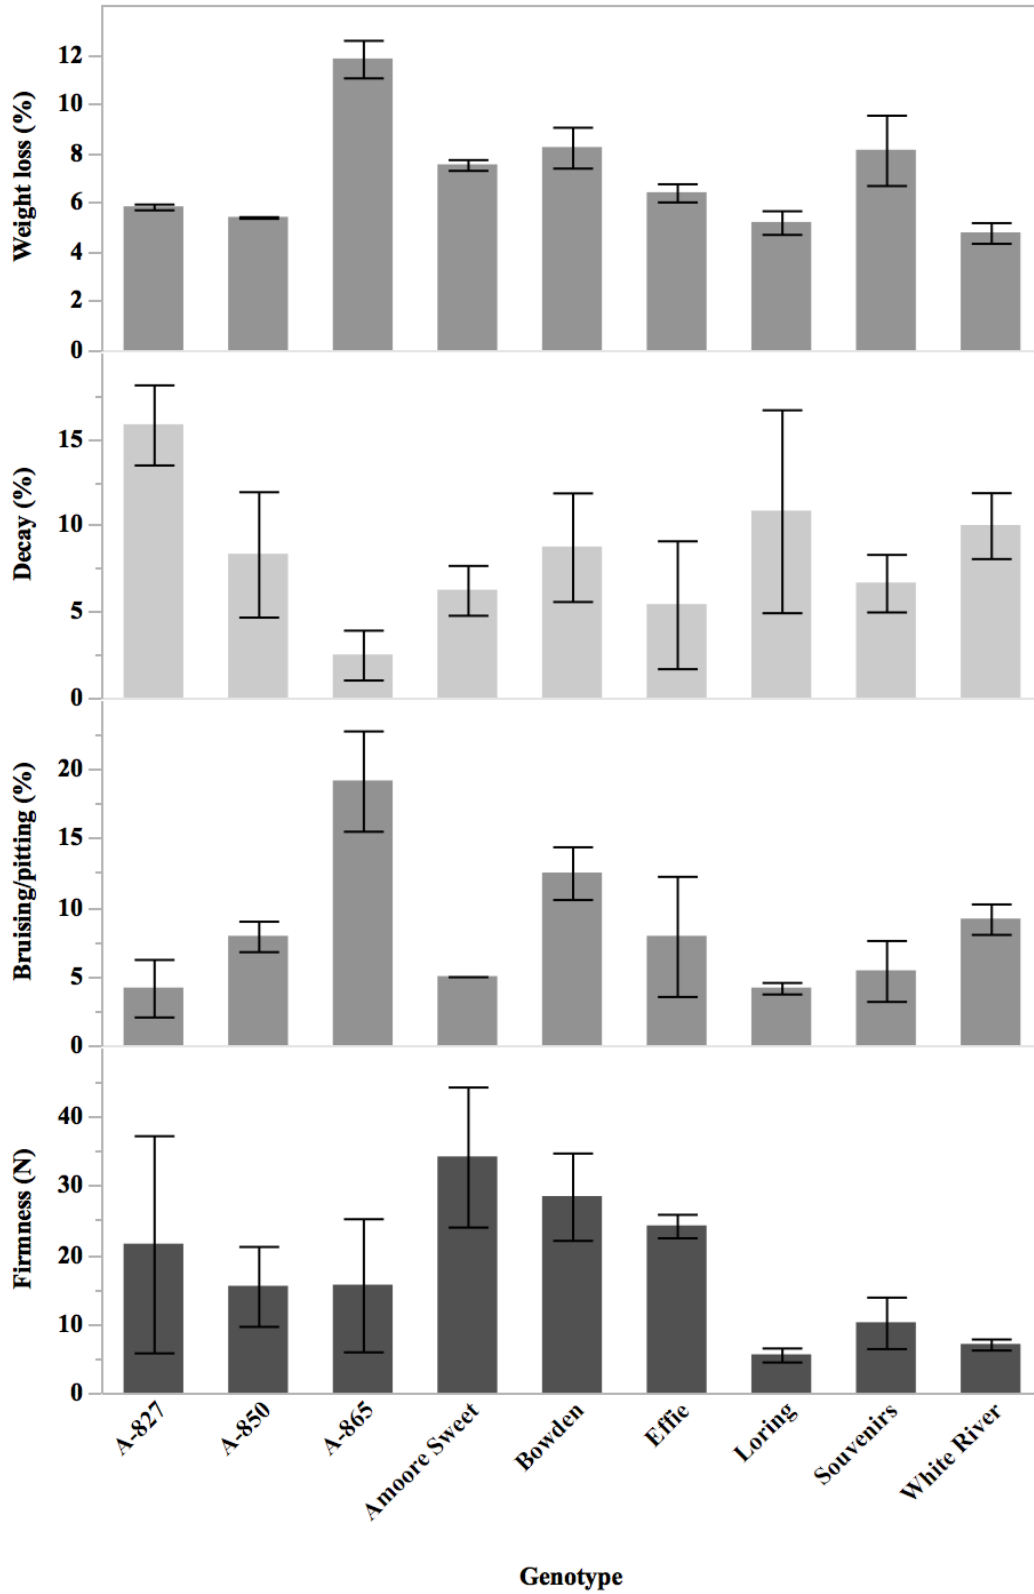 Weight loss (%)
12
10
8
6
4
2
0
Decay (%)
15
10
5
0
Bruising/pitting (%)
20
15
10
5
0
Firmness (N)
40
30
20
10
0
A-827
A-850
A-865
Amoore Sweet
Bowden
Effie
Loring
Souvenirs
White River
Genotype